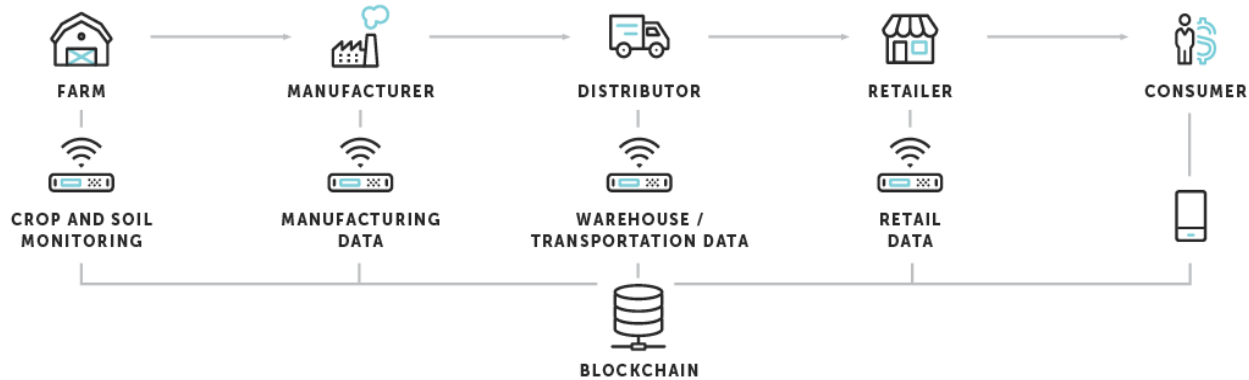 FARM
MANUFACTURER
DISTRIBUTOR
RETAILER
CONSUMER
CROP AND SOIL
MONITORING
MANUFACTURING
DATA
WAREHOUSE /
TRANSPORTATION DATA
RETAIL
DATA
BLOCKCHAIN